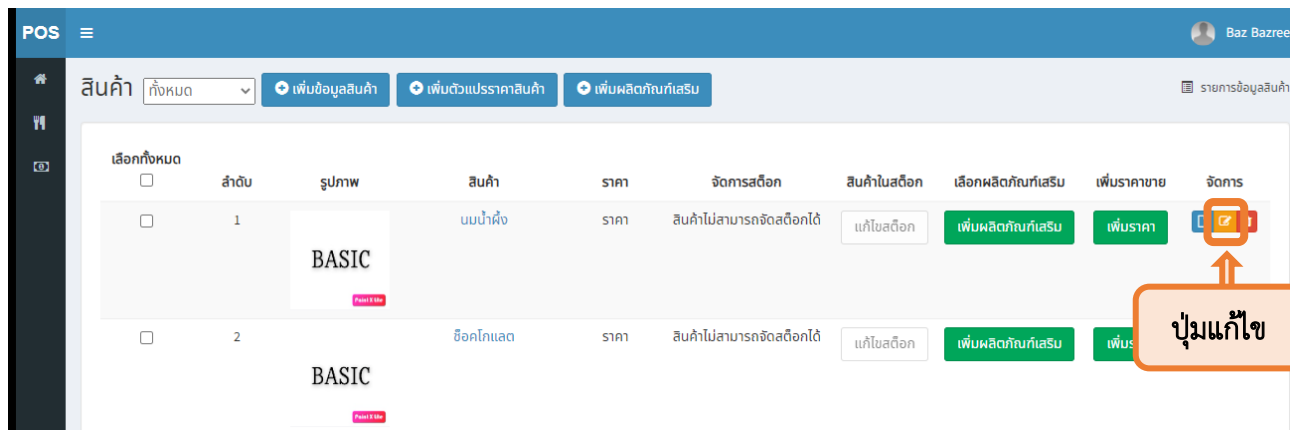 POS
Baz Bazree
สินค้า ทั้งหมด เพิ่มข้อมูลสินค้า เพิ่มตัวแปรราคาสินค้า เพิ่มผลิตภัณฑ์เสริม รายการข้อมูลสินค้า
เลือกทั้งหมด
ลำดับ รูปภาพ สินค้า ราคา จัดการสต็อก สินค้าในสต็อก เลือกผลิตภัณฑ์เสริม เพิ่มราคาขาย จัดการ
1 นมน้ำผึ้ง ราคา สินค้าไม่สามารถจัดสต็อกได้ แก้ไขสต็อก เพิ่มผลิตภัณฑ์เสริม เพิ่มราคา
BASIC
ปุ่มแก้ไข
2 ช็อคโกแลต ราคา สินค้าไม่สามารถจัดสต็อกได้ แก้ไขสต็อก เพิ่มผลิตภัณฑ์เสริม
BASIC